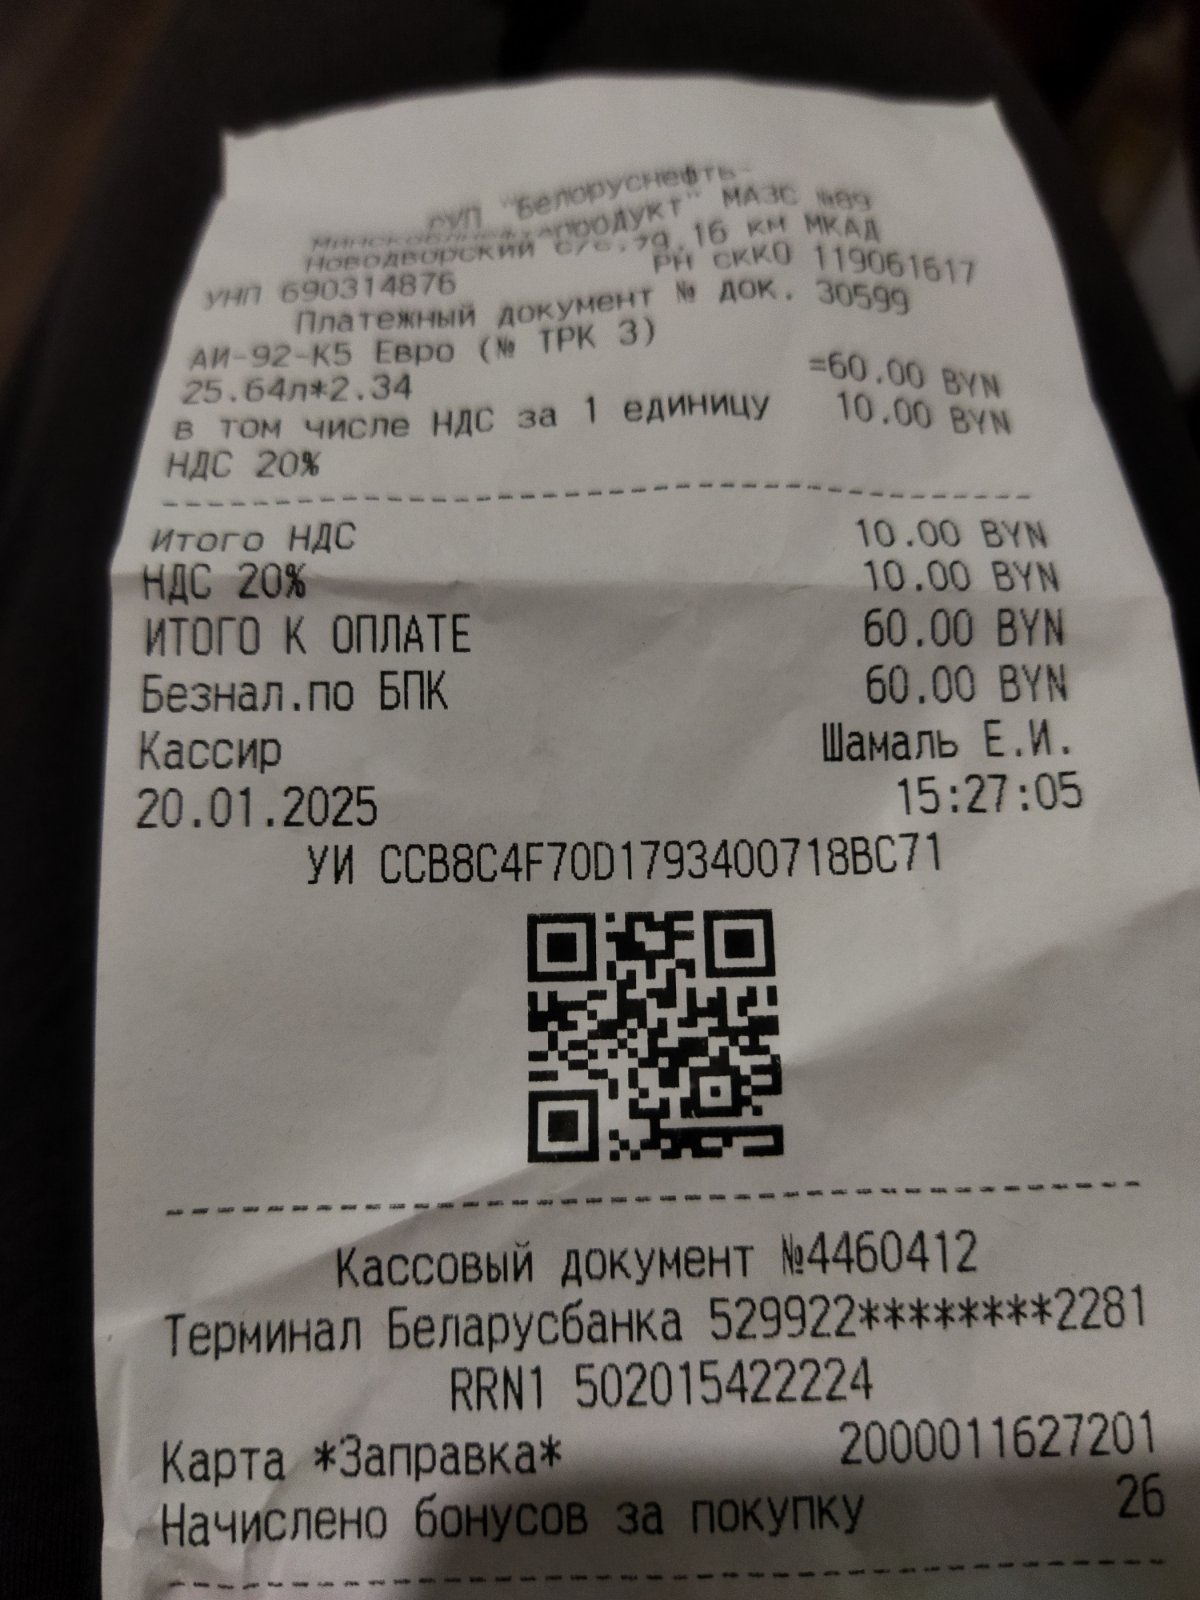 РУП "Белоруснефть-
Минскоблнефтепродукт" МАЗС №89
Новодворский с/с, 16 км МКАД
УНП 690314876 РН СККО 119061617
Платежный документ № док. 30599
АИ-92-К5 Евро (№ ТРК 3)
25.64л*2.34 =60.00 BYN
в том числе НДС за 1 единицу 10.00 BYN
НДС 20%
Итого НДС 10.00 BYN
НДС 20% 10.00 BYN
ИТОГО К ОПЛАТЕ 60.00 BYN
Безнал.по БПК 60.00 BYN
Кассир Шамаль Е.И.
20.01.2025 15:27:05
УИ CCB8C4F70D1793400718BC71
Кассовый документ №4460412
Терминал Беларусбанка 529922********2281
RRN1 502015422224
Карта *Заправка* 2000011627201
Начислено бонусов за покупку 26